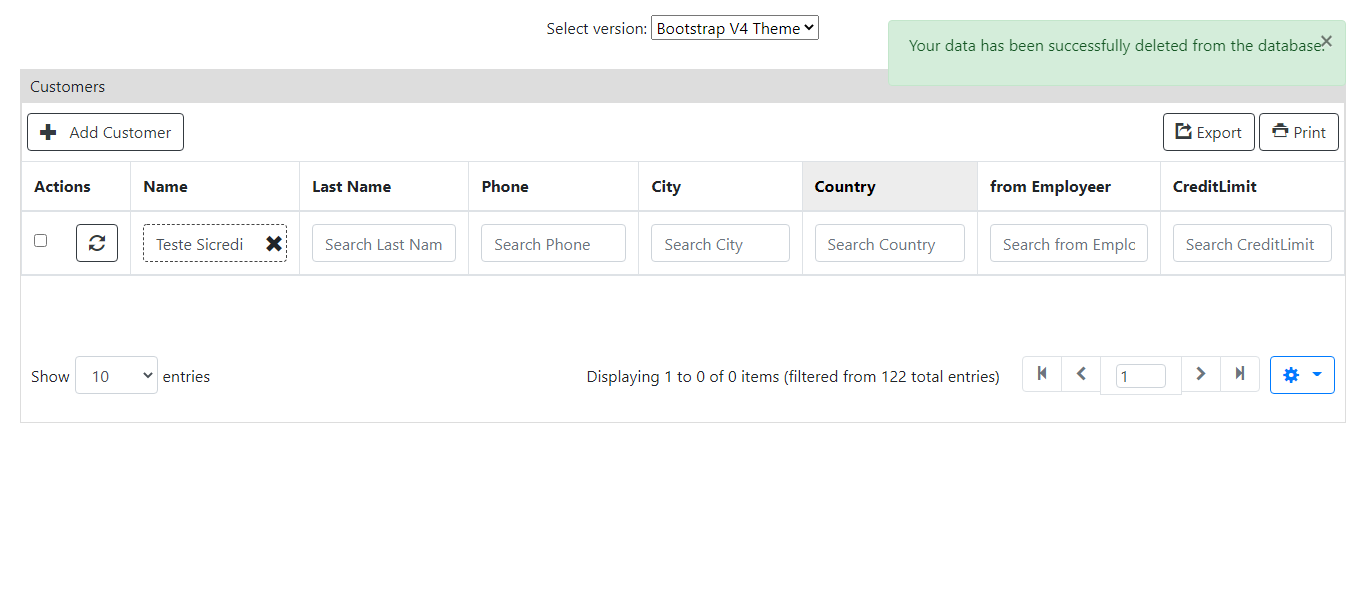 Select version: Bootstrap V4 Theme
Your data has been successfully deleted from the database. ×
Customers
Add Customer
Export Print
Actions Name Last Name Phone City Country from Employeer CreditLimit
Teste Sicredi Search Last Nam Search Phone Search City Search Country Search from Emplo Search CreditLimit
Show 10 entries Displaying 1 to 0 of 0 items (filtered from 122 total entries) 1